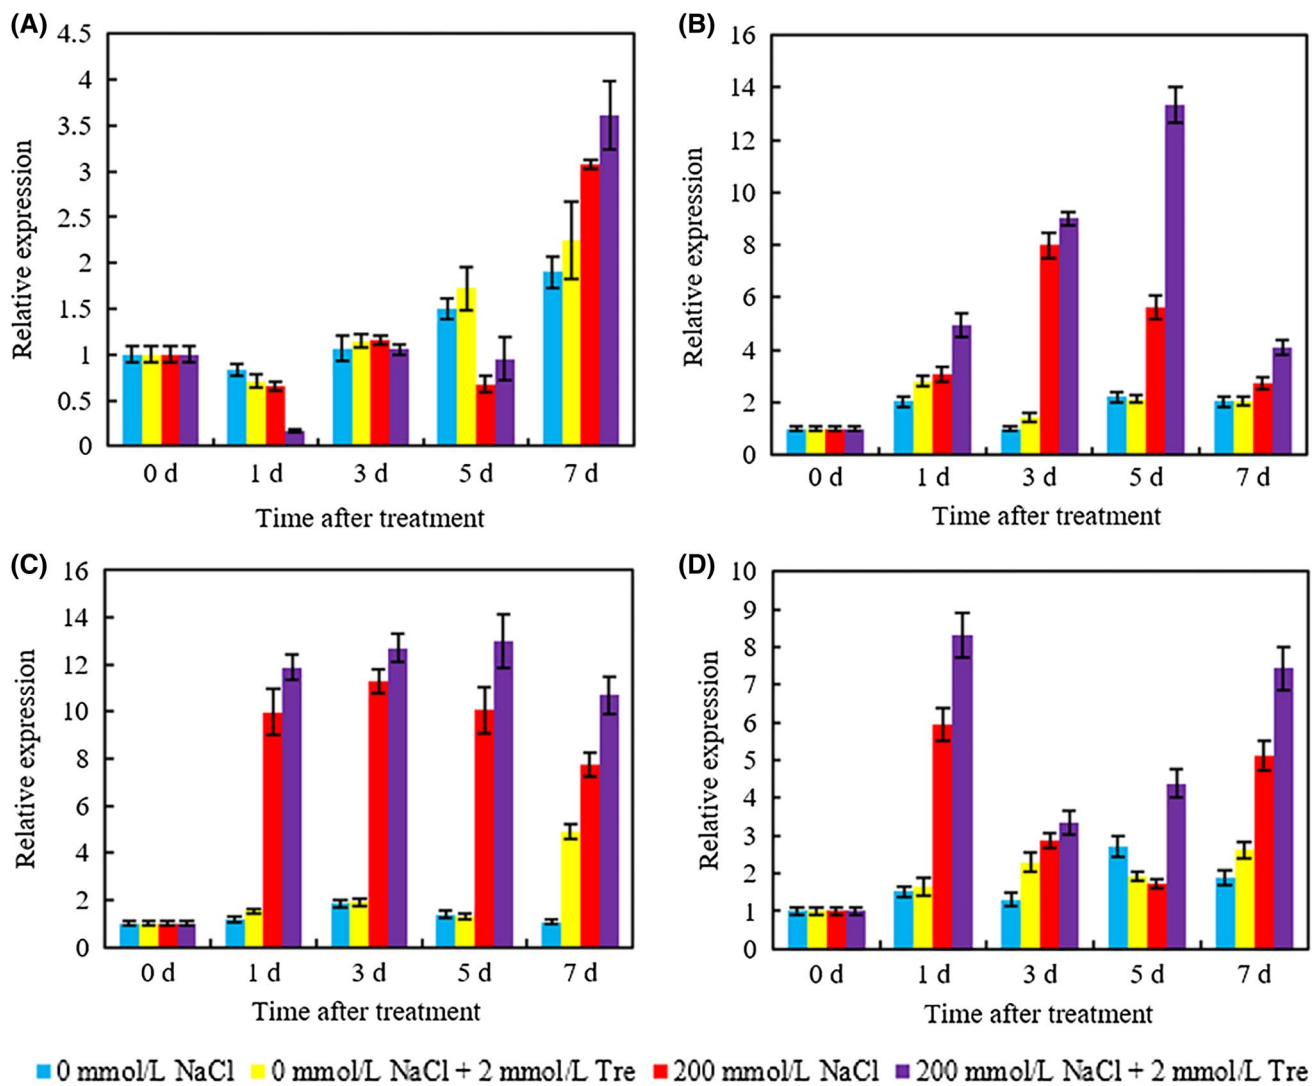 (A)
4.5
4
3.5
3
2.5
2
1.5
1
0.5
0
Relative expression
0 d 1 d 3 d 5 d 7 d
Time after treatment
(B)
16
14
12
10
8
6
4
2
0
Relative expression
0 d 1 d 3 d 5 d 7 d
Time after treatment
(C)
16
14
12
10
8
6
4
2
0
Relative expression
0 d 1 d 3 d 5 d 7 d
Time after treatment
(D)
10
9
8
7
6
5
4
3
2
1
0
Relative expression
0 d 1 d 3 d 5 d 7 d
Time after treatment
0 mmol/L NaCl 0 mmol/L NaCl + 2 mmol/L Tre 200 mmol/L NaCl 200 mmol/L NaCl + 2 mmol/L Tre